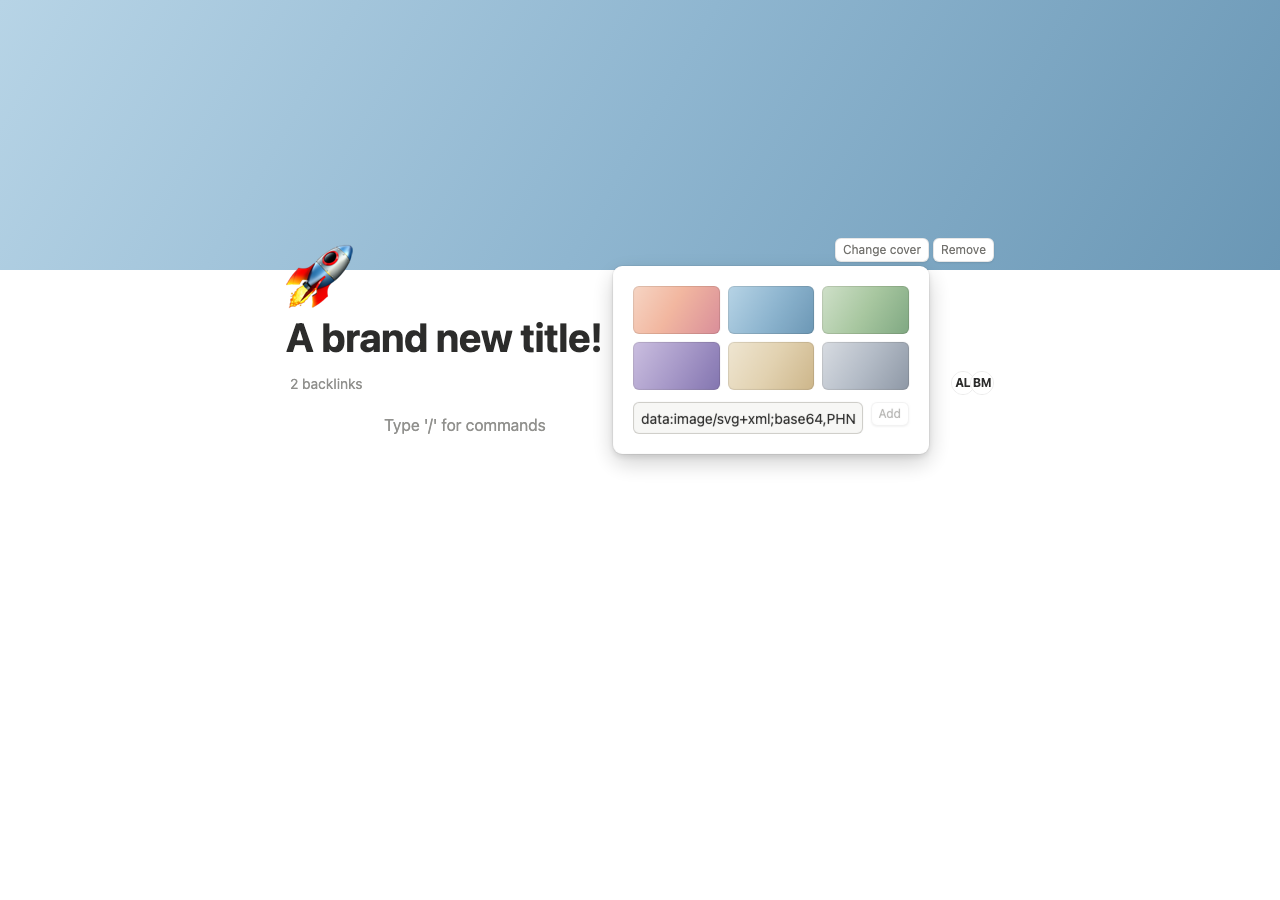 Change cover
Remove
A brand new title!
2 backlinks
AL BM
data:image/svg+xml;base64,PHN
Add
Type '/' for commands